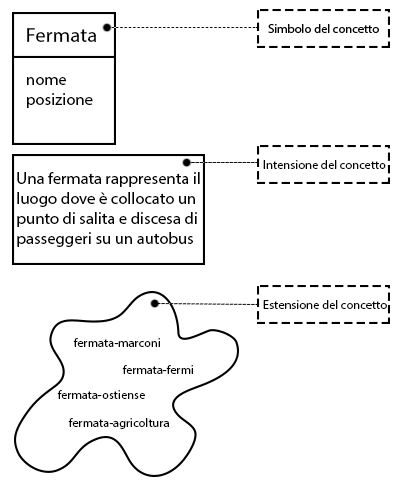 Fermata
Simbolo del concetto
nome
posizione
Intensione del concetto
Una fermata rappresenta il
luogo dove è collocato un
punto di salita e discesa di
passeggeri su un autobus
Estensione del concetto
fermata-marconi
fermata-fermi
fermata-ostiense
fermata-agricoltura